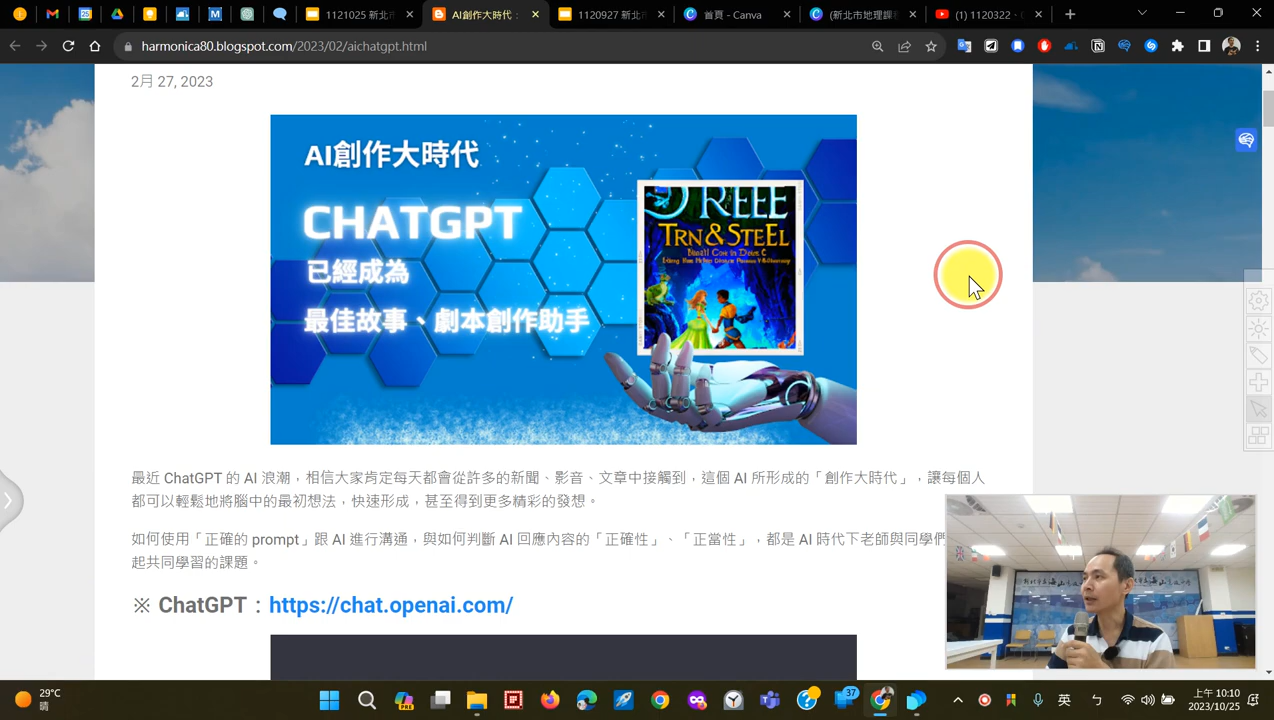 1121025 新北市
AI創作大時代：
1120927 新北市
首頁 - Canva
(新北市地理課
(1) 1120322、
harmonica80.blogspot.com/2023/02/aichatgpt.html
2月 27, 2023
AI創作大時代
CHATGPT
已經成為
最佳故事、劇本創作助手
REEE
TRN & STEEL
最近 ChatGPT 的 AI 浪潮，相信大家肯定每天都會從許多的新聞、影音、文章中接觸到，這個 AI 所形成的「創作大時代」，讓每個人
都可以輕鬆地將腦中的最初想法，快速形成，甚至得到更多精彩的發想。
如何使用「正確的 prompt」跟 AI 進行溝通，與如何判斷 AI 回應內容的「正確性」、「正當性」，都是 AI 時代下老師與同學們
起共同學習的課題。
※ ChatGPT：https://chat.openai.com/
29°C
晴
PRE
37
英
上午 10:10
2023/10/25